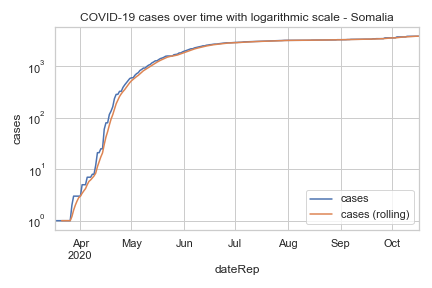 COVID-19 cases over time with logarithmic scale - Somalia
cases
10³
10²
10¹
10⁰
Apr
2020
May
Jun
Jul
Aug
Sep
Oct
dateRep
cases
cases (rolling)